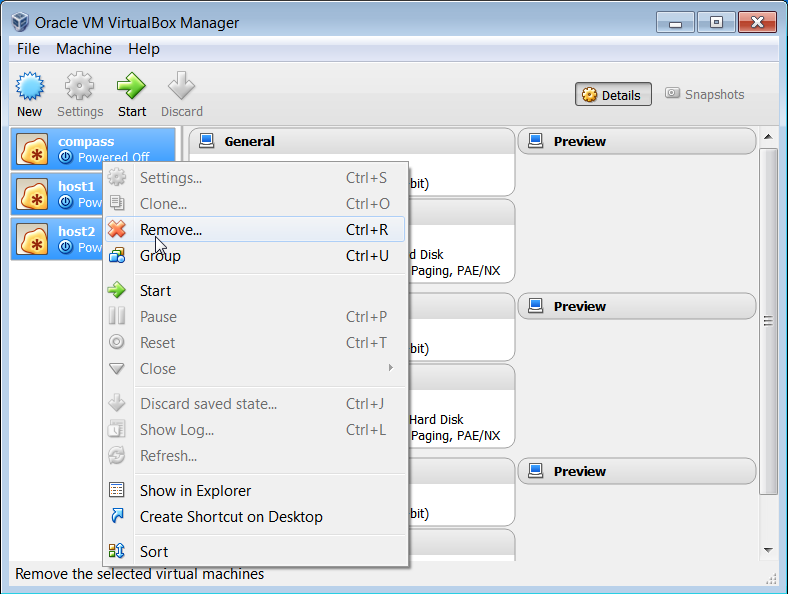 Oracle VM VirtualBox Manager
File Machine Help
New Settings Start Discard Details Snapshots
compass
Powered Off
host1
Pow
host2
Pow
General
Preview
bit)
d Disk
Paging, PAE/NX
Preview
bit)
Hard Disk
Paging, PAE/NX
Preview
bit)
Settings... Ctrl+S
Clone... Ctrl+O
Remove... Ctrl+R
Group Ctrl+U
Start
Pause Ctrl+P
Reset Ctrl+T
Close
Discard saved state... Ctrl+J
Show Log... Ctrl+L
Refresh...
Show in Explorer
Create Shortcut on Desktop
Sort
Remove the selected virtual machines